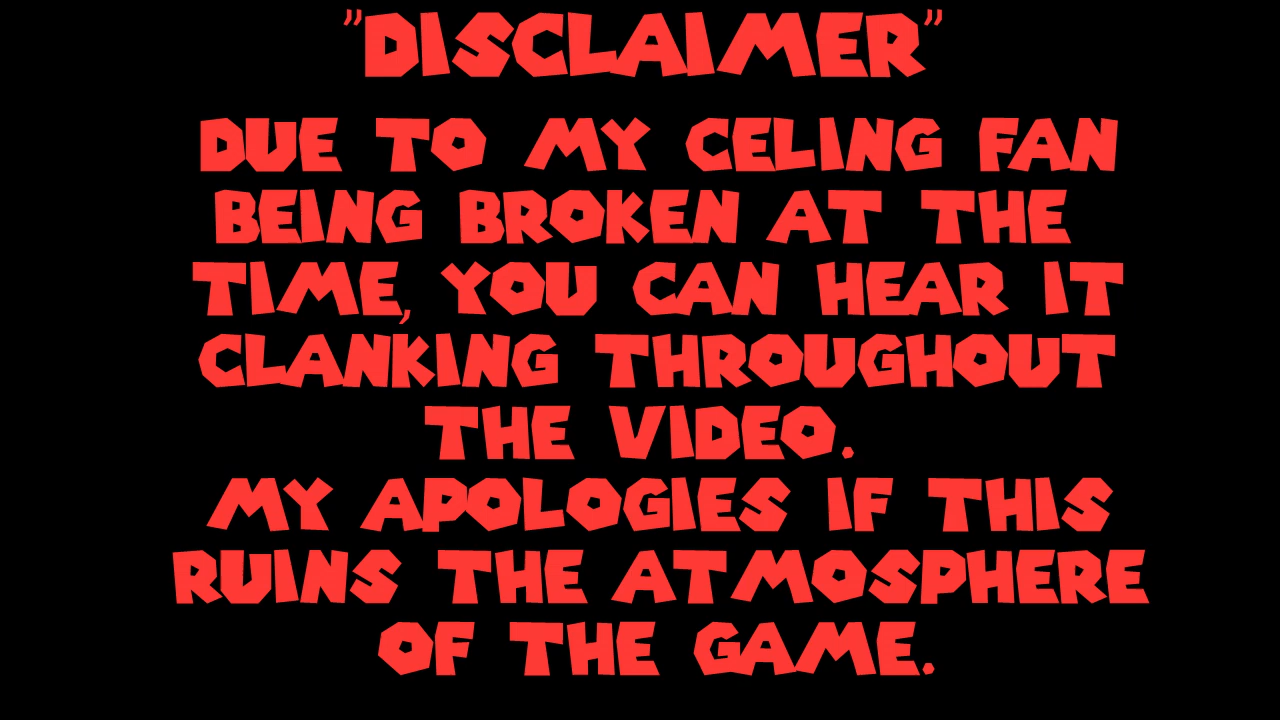 "DISCLAIMER"
DUE TO MY CELING FAN
BEING BROKEN AT THE
TIME, YOU CAN HEAR IT
CLANKING THROUGHOUT
THE VIDEO.
MY APOLOGIES IF THIS
RUINS THE ATMOSPHERE
OF THE GAME.